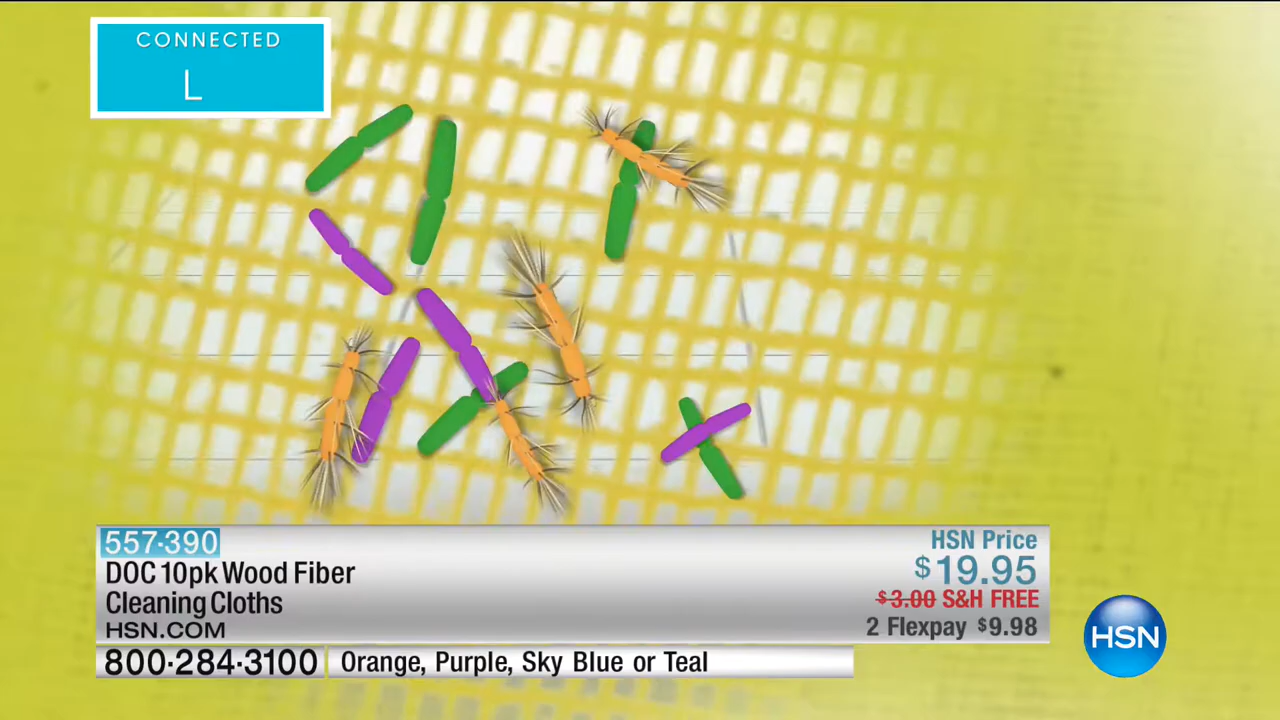 CONNECTED
L
557-390
DOC 10pk Wood Fiber
Cleaning Cloths
HSN.COM
HSN Price
$19.95
$3.00 S&H FREE
2 Flexpay $9.98
800·284·3100
Orange, Purple, Sky Blue or Teal
HSN